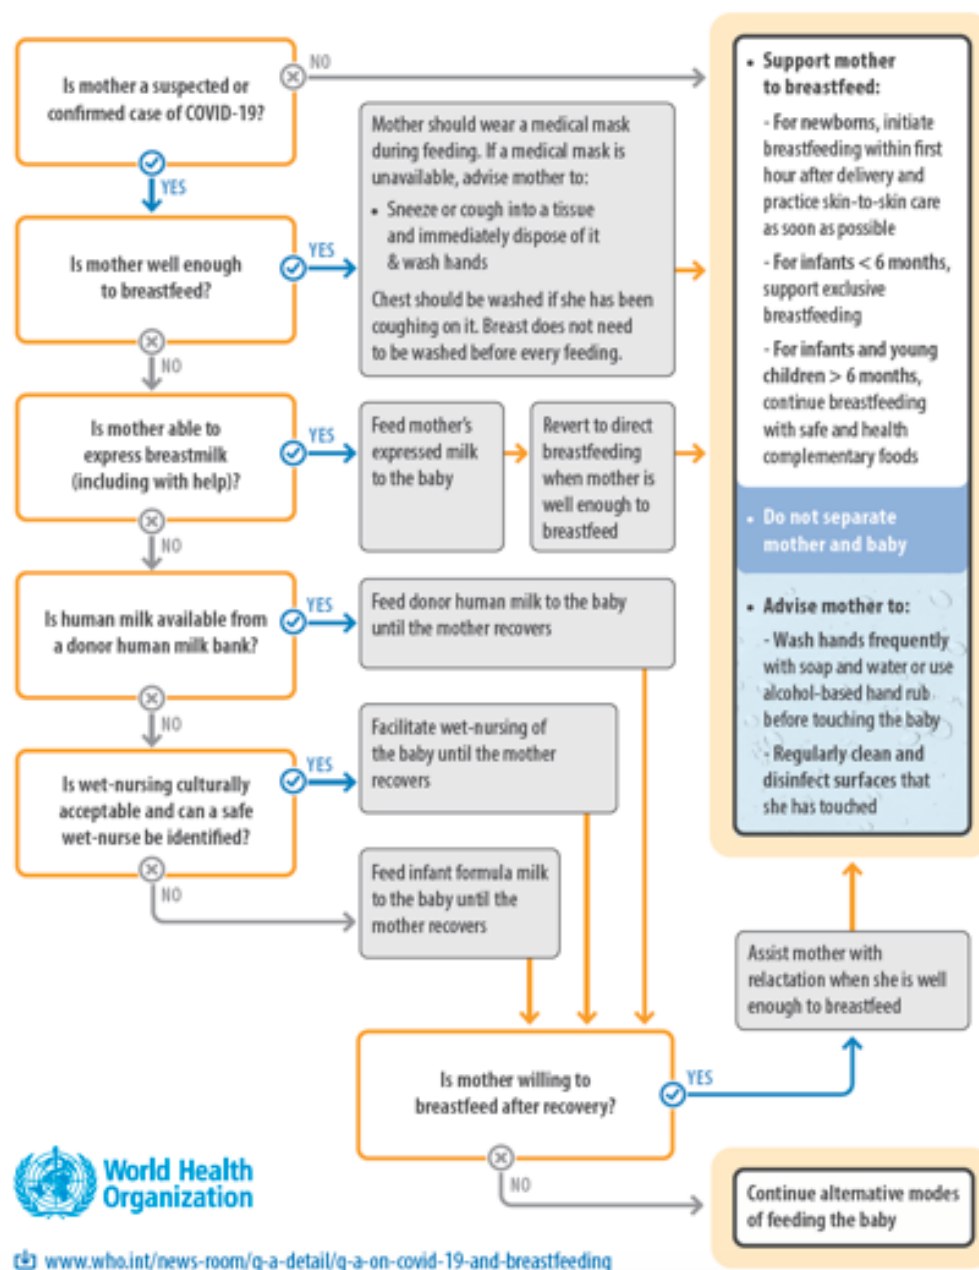 Is mother a suspected or
confirmed case of COVID-19?
NO
YES
Is mother well enough
to breastfeed?
YES
NO
Mother should wear a medical mask
during feeding. If a medical mask is
unavailable, advise mother to:
• Sneeze or cough into a tissue
and immediately dispose of it
& wash hands
Chest should be washed if she has been
coughing on it. Breast does not need
to be washed before every feeding.
Is mother able to
express breastmilk
(including with help)?
YES
NO
Feed mother's
expressed milk
to the baby
Revert to direct
breastfeeding
when mother is
well enough to
breastfeed
Is human milk available from
a donor human milk bank?
YES
NO
Feed donor human milk to the baby
until the mother recovers
Is wet-nursing culturally
acceptable and can a safe
wet-nurse be identified?
YES
NO
Facilitate wet-nursing of
the baby until the mother
recovers
Feed infant formula milk
to the baby until the
mother recovers
Is mother willing to
breastfeed after recovery?
YES
NO
Assist mother with
relactation when she is well
enough to breastfeed
• Support mother
to breastfeed:
- For newborns, initiate
breastfeeding within first
hour after delivery and
practice skin-to-skin care
as soon as possible
- For infants < 6 months,
support exclusive
breastfeeding
- For infants and young
children > 6 months,
continue breastfeeding
with safe and health
complementary foods
• Do not separate
mother and baby
• Advise mother to:
- Wash hands frequently
with soap and water or use
alcohol-based hand rub
before touching the baby
- Regularly clean and
disinfect surfaces that
she has touched
Continue alternative modes
of feeding the baby
World Health
Organization
www.who.int/news-room/q-a-detail/q-a-on-covid-19-and-breastfeeding